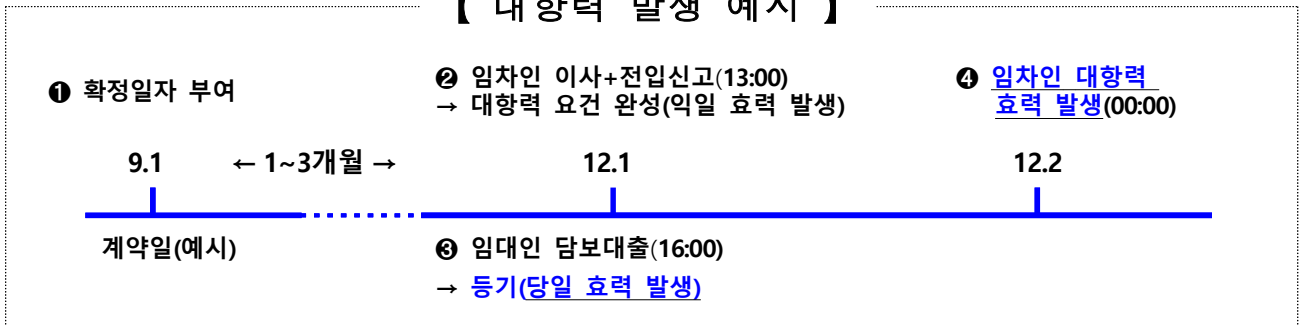 【 대항력 발생 예시 】
❶ 확정일자 부여
❷ 임차인 이사+전입신고(13:00)
→ 대항력 요건 완성(익일 효력 발생)
❹ 임차인 대항력
효력 발생(00:00)
9.1
← 1~3개월 →
12.1
12.2
계약일(예시)
❸ 임대인 담보대출(16:00)
→ 등기(당일 효력 발생)